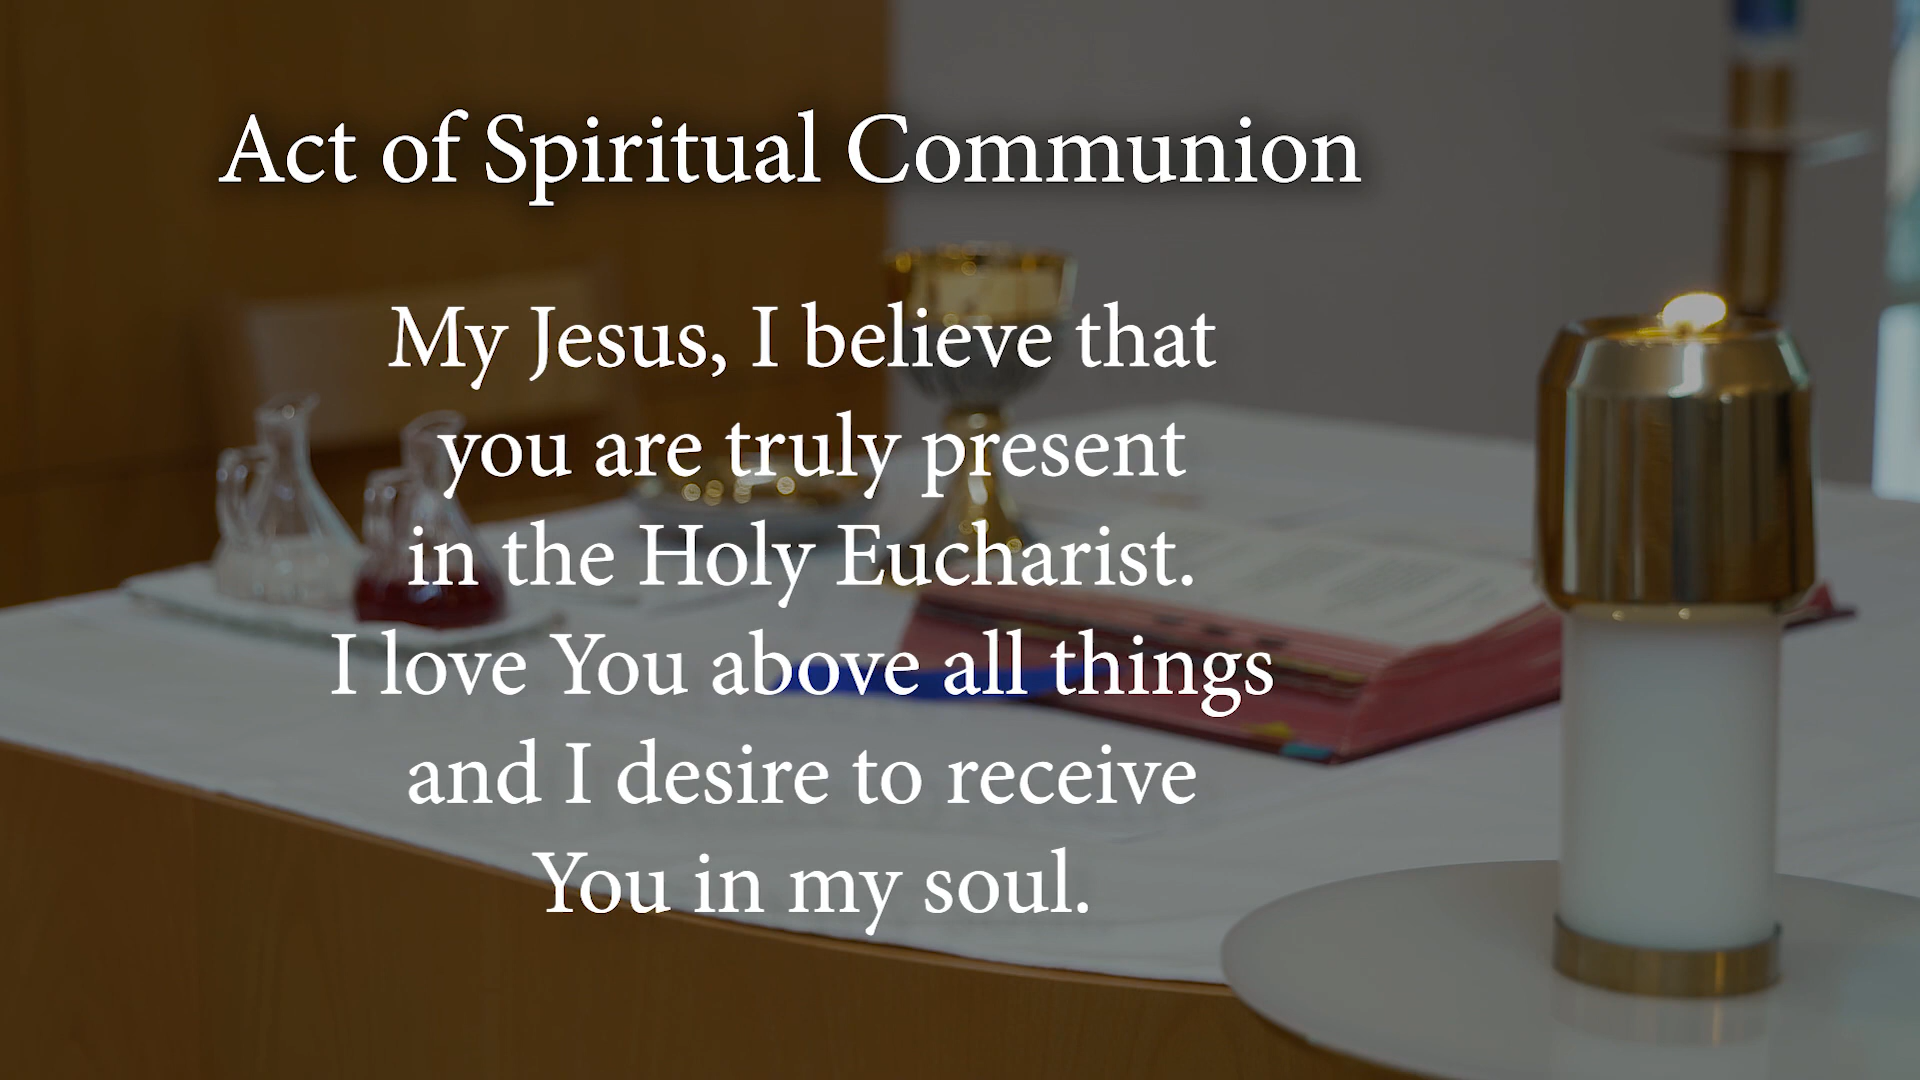 Act of Spiritual Communion
My Jesus, I believe that
you are truly present
in the Holy Eucharist.
I love You above all things
and I desire to receive
You in my soul.